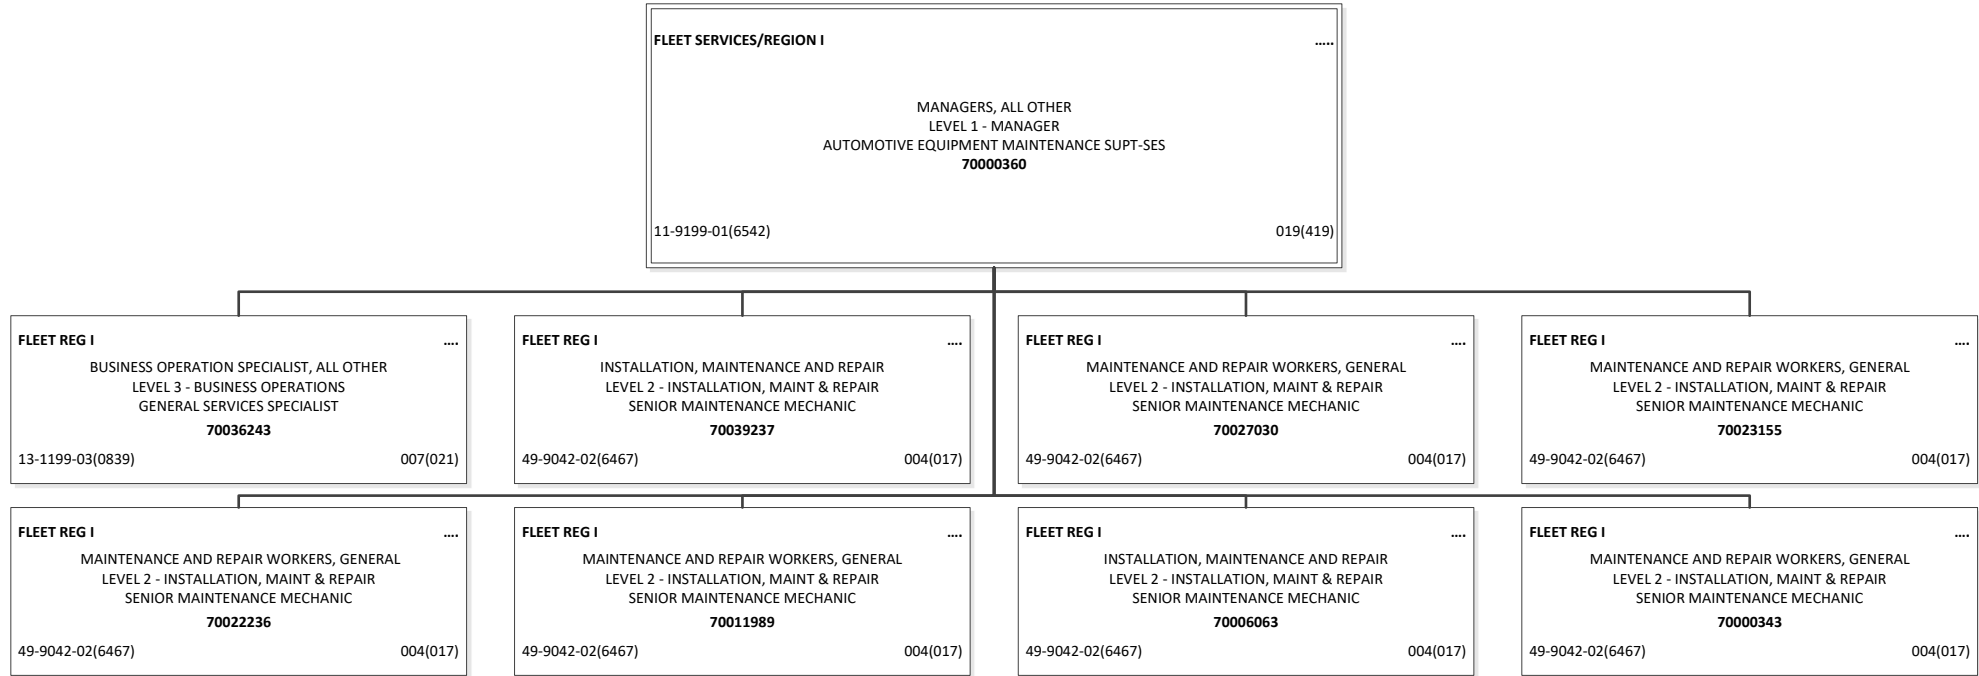 FLEET SERVICES/REGION I .....
MANAGERS, ALL OTHER
LEVEL 1 - MANAGER
AUTOMOTIVE EQUIPMENT MAINTENANCE SUPT-SES
70000360
11-9199-01(6542) 019(419)
FLEET REG I ....
BUSINESS OPERATION SPECIALIST, ALL OTHER
LEVEL 3 - BUSINESS OPERATIONS
GENERAL SERVICES SPECIALIST
70036243
13-1199-03(0839) 007(021)
FLEET REG I ....
INSTALLATION, MAINTENANCE AND REPAIR
LEVEL 2 - INSTALLATION, MAINT & REPAIR
SENIOR MAINTENANCE MECHANIC
70039237
49-9042-02(6467) 004(017)
FLEET REG I ....
MAINTENANCE AND REPAIR WORKERS, GENERAL
LEVEL 2 - INSTALLATION, MAINT & REPAIR
SENIOR MAINTENANCE MECHANIC
70027030
49-9042-02(6467) 004(017)
FLEET REG I ....
MAINTENANCE AND REPAIR WORKERS, GENERAL
LEVEL 2 - INSTALLATION, MAINT & REPAIR
SENIOR MAINTENANCE MECHANIC
70023155
49-9042-02(6467) 004(017)
FLEET REG I ....
MAINTENANCE AND REPAIR WORKERS, GENERAL
LEVEL 2 - INSTALLATION, MAINT & REPAIR
SENIOR MAINTENANCE MECHANIC
70022236
49-9042-02(6467) 004(017)
FLEET REG I ....
MAINTENANCE AND REPAIR WORKERS, GENERAL
LEVEL 2 - INSTALLATION, MAINT & REPAIR
SENIOR MAINTENANCE MECHANIC
70011989
49-9042-02(6467) 004(017)
FLEET REG I ....
INSTALLATION, MAINTENANCE AND REPAIR
LEVEL 2 - INSTALLATION, MAINT & REPAIR
SENIOR MAINTENANCE MECHANIC
70006063
49-9042-02(6467) 004(017)
FLEET REG I ....
MAINTENANCE AND REPAIR WORKERS, GENERAL
LEVEL 2 - INSTALLATION, MAINT & REPAIR
SENIOR MAINTENANCE MECHANIC
70000343
49-9042-02(6467) 004(017)